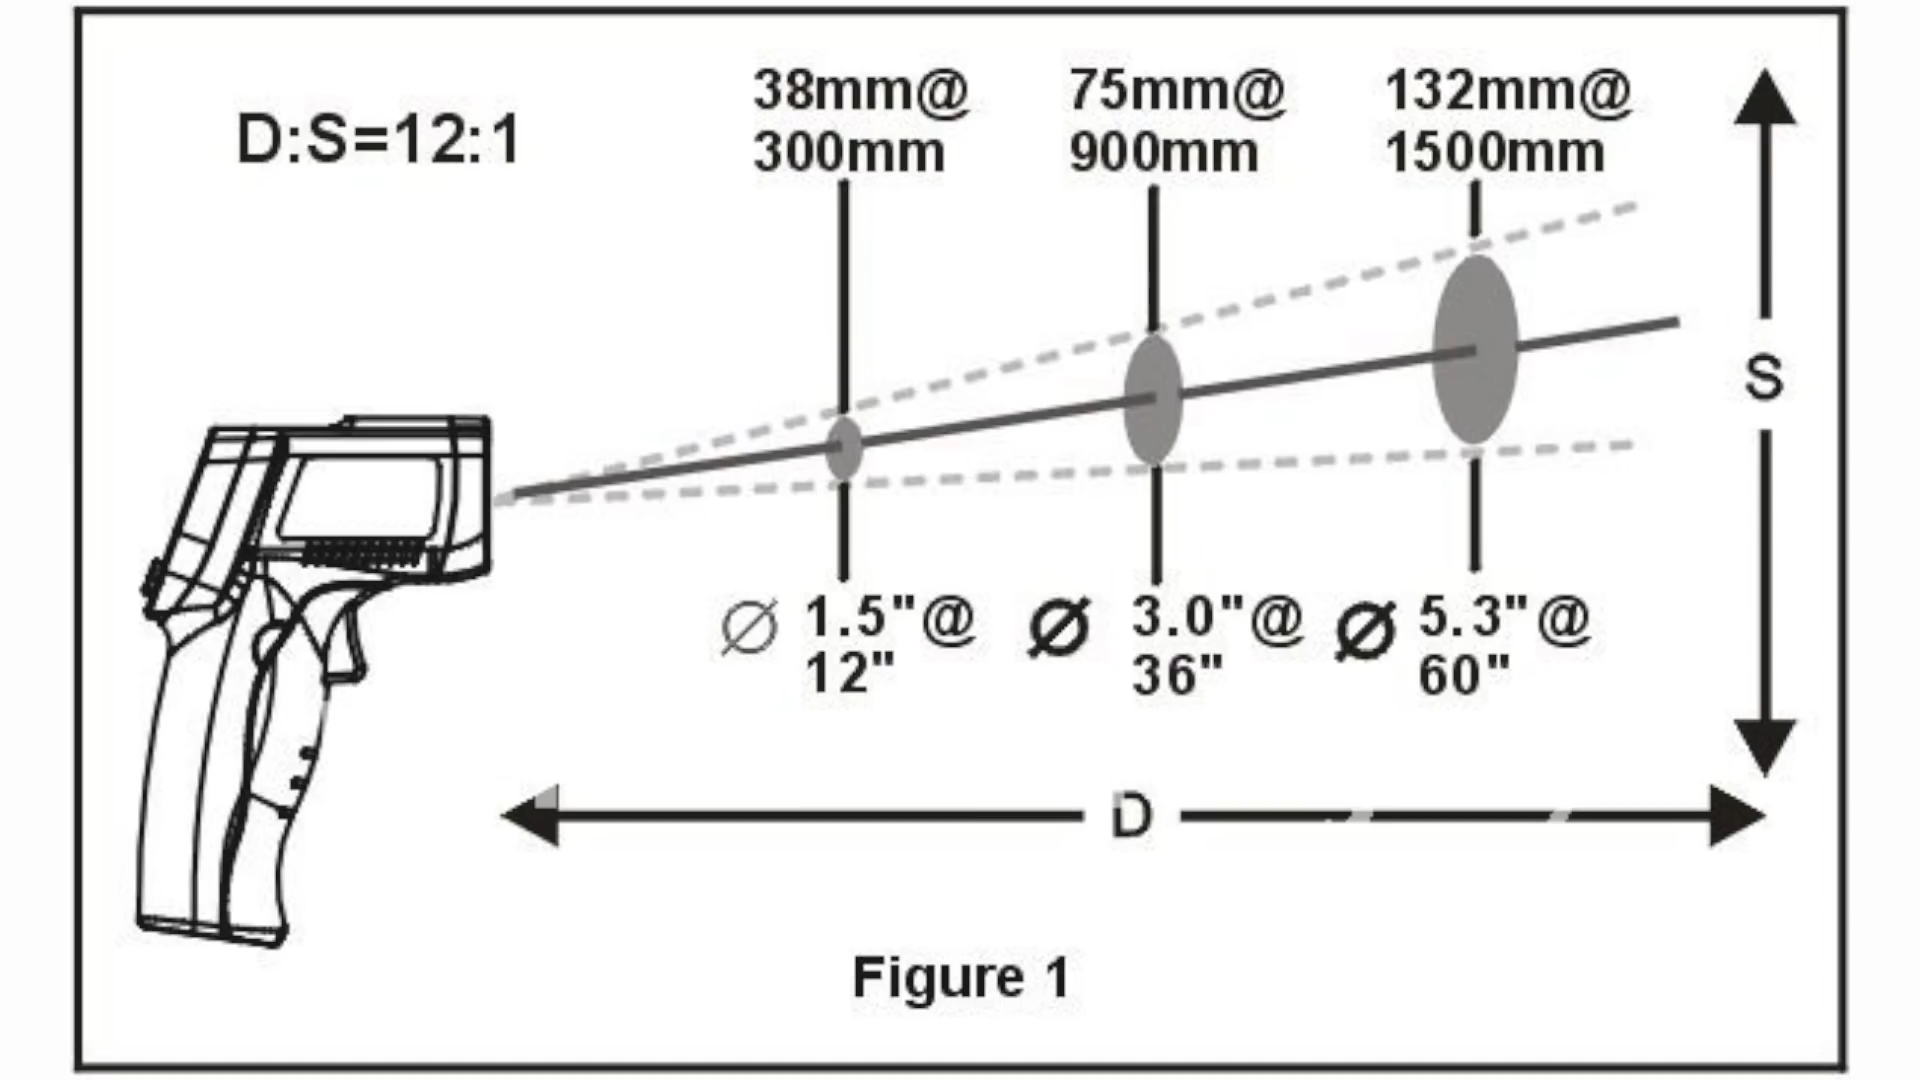 D:S=12:1
38mm@
300mm
75mm@
900mm
132mm@
1500mm
S
Ø 1.5"@
12"
Ø 3.0"@
36"
Ø 5.3"@
60"
D
Figure 1